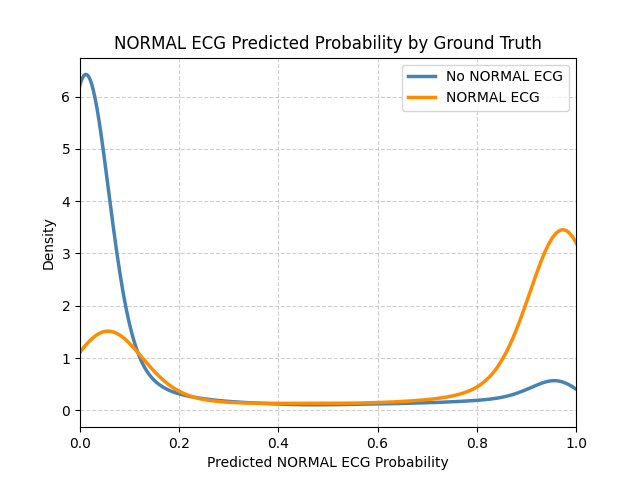 NORMAL ECG Predicted Probability by Ground Truth
No NORMAL ECG
NORMAL ECG
Density
6
5
4
3
2
1
0
0.0 0.2 0.4 0.6 0.8 1.0
Predicted NORMAL ECG Probability